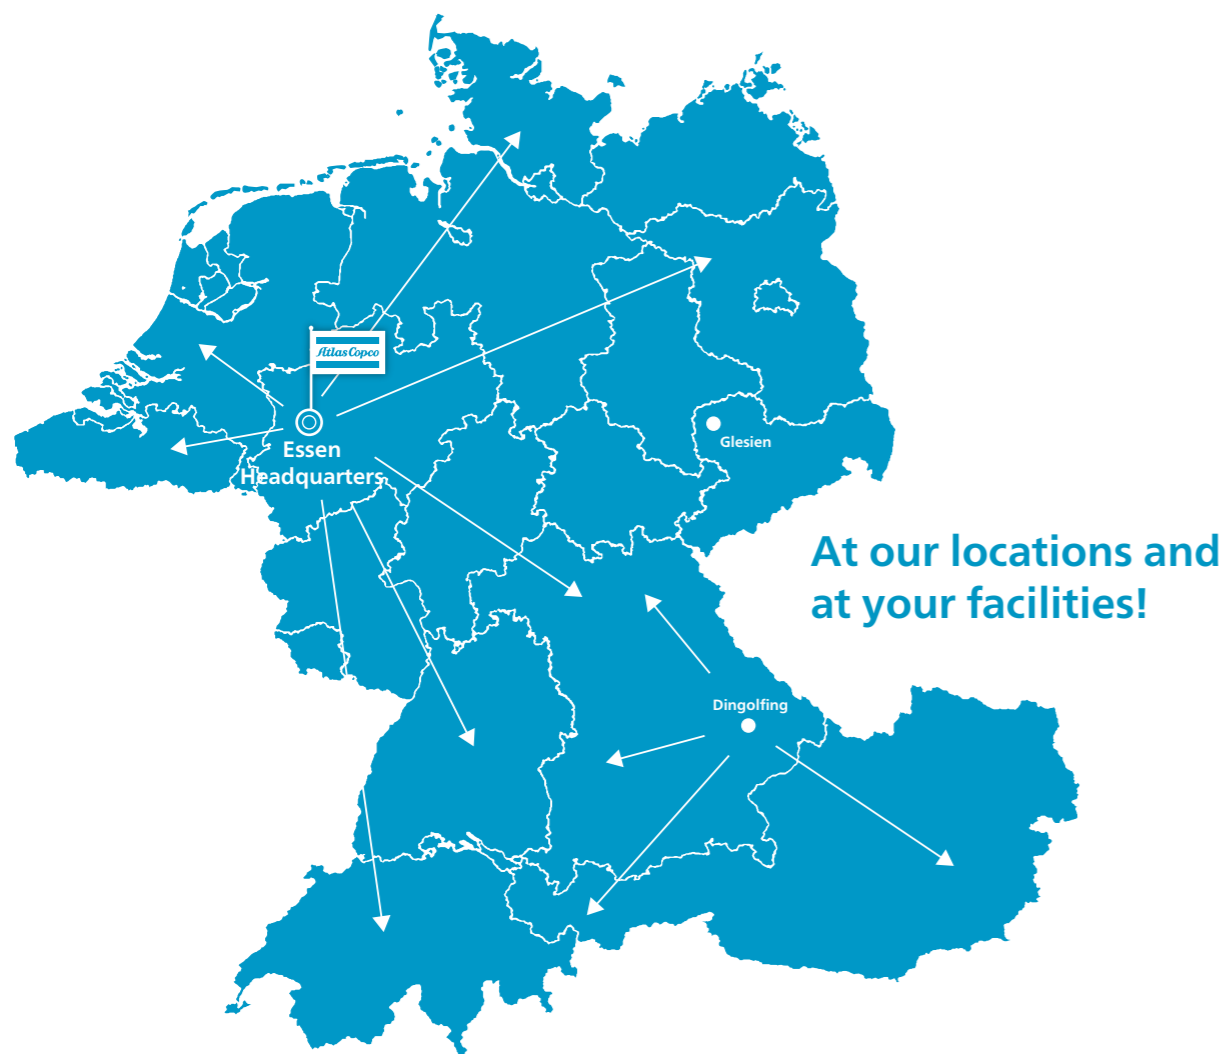 Atlas Copco
Essen
Headquarters
Glesien
At our locations and
at your facilities!
Dingolfing